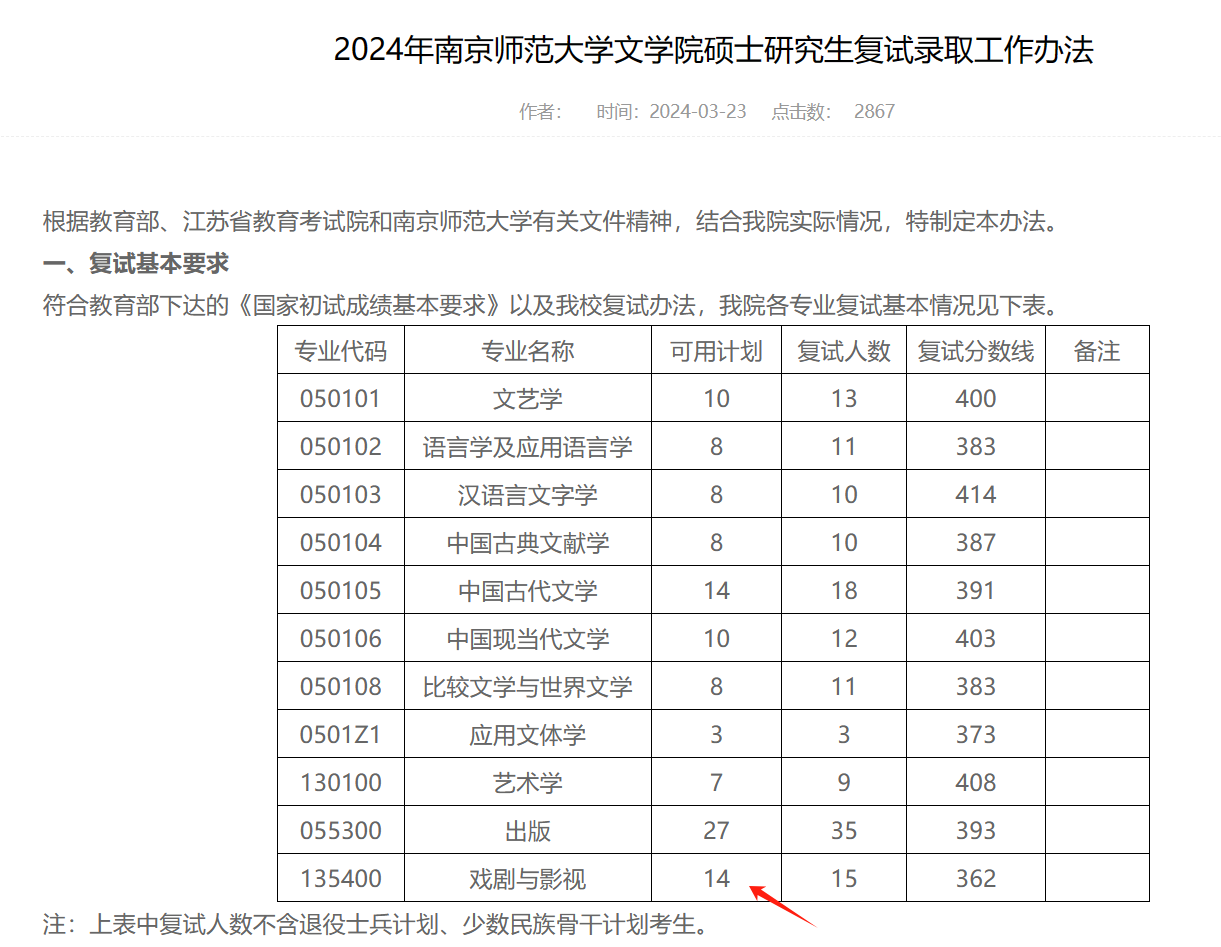 2024年南京师范大学文学院硕士研究生复试录取工作办法
作者： 时间：2024-03-23 点击数： 2867
根据教育部、江苏省教育考试院和南京师范大学有关文件精神，结合我院实际情况，特制定本办法。
一、复试基本要求
符合教育部下达的《国家初试成绩基本要求》以及我校复试办法，我院各专业复试基本情况见下表。
专业代码 专业名称 可用计划 复试人数 复试分数线 备注
050101 文艺学 10 13 400
050102 语言学及应用语言学 8 11 383
050103 汉语言文字学 8 10 414
050104 中国古典文献学 8 10 387
050105 中国古代文学 14 18 391
050106 中国现当代文学 10 12 403
050108 比较文学与世界文学 8 11 383
0501Z1 应用文体学 3 3 373
130100 艺术学 7 9 408
055300 出版 27 35 393
135400 戏剧与影视 14 15 362
注：上表中复试人数不含退役士兵计划、少数民族骨干计划考生。